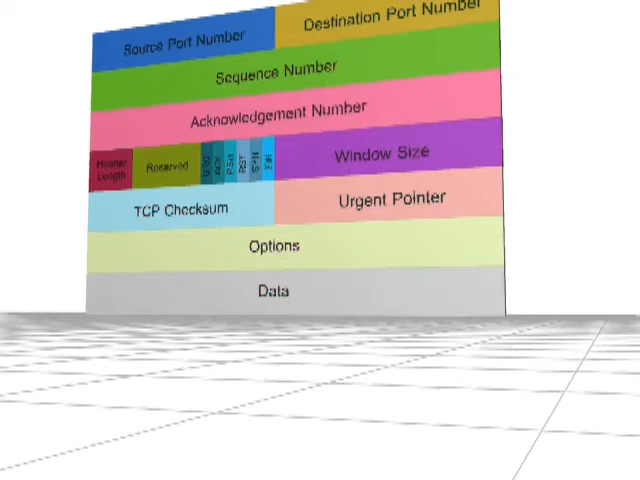 Source Port Number
Destination Port Number
Sequence Number
Acknowledgement Number
Header
Length
Reserved
URG
ACK
PSH
RST
SYN
FIN
Window Size
TCP Checksum
Urgent Pointer
Options
Data